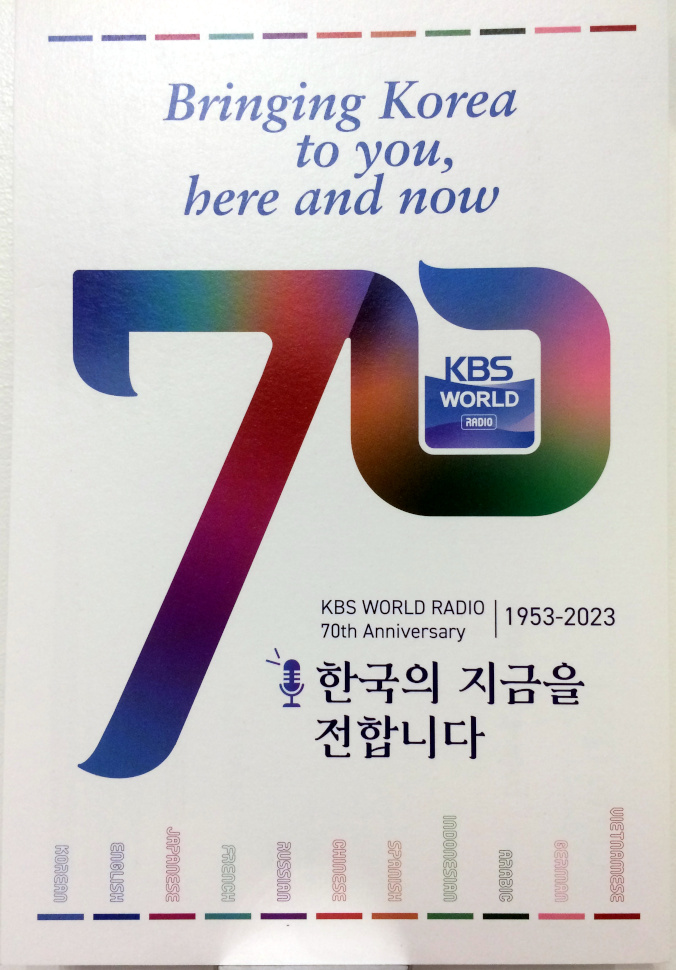 Bringing Korea
to you,
here and now
70
KBS
WORLD
RADIO
KBS WORLD RADIO
70th Anniversary
1953-2023
한국의 지금을
전합니다
KOREAN
ENGLISH
JAPANESE
FRENCH
RUSSIAN
CHINESE
SPANISH
INDONESIAN
ARABIC
GERMAN
VIETNAMESE